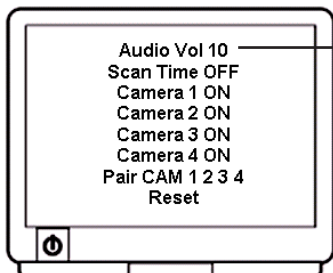 Audio Vol 10
Scan Time OFF
Camera 1 ON
Camera 2 ON
Camera 3 ON
Camera 4 ON
Pair CAM 1 2 3 4
Reset